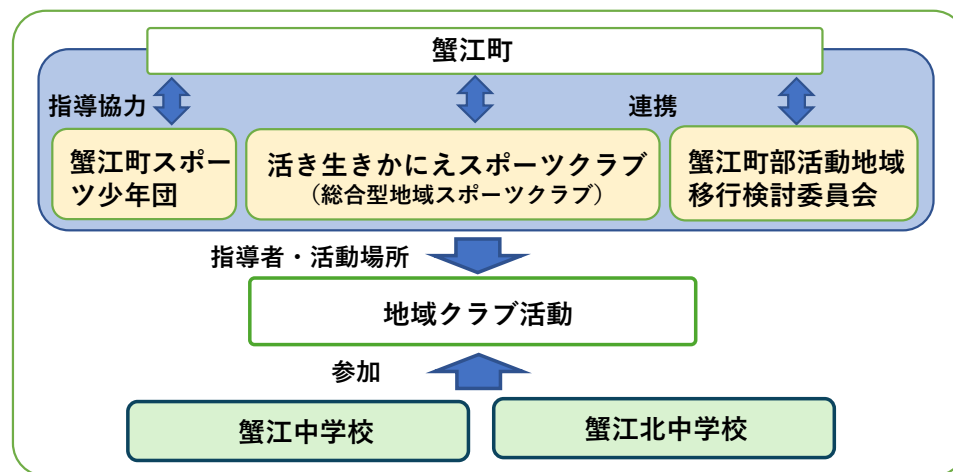 蟹江町
指導協力
連携
蟹江町スポー
ツ少年団
活き生きかにえスポーツクラブ
（総合型地域スポーツクラブ）
蟹江町部活動地域
移行検討委員会
指導者・活動場所
地域クラブ活動
参加
蟹江中学校
蟹江北中学校